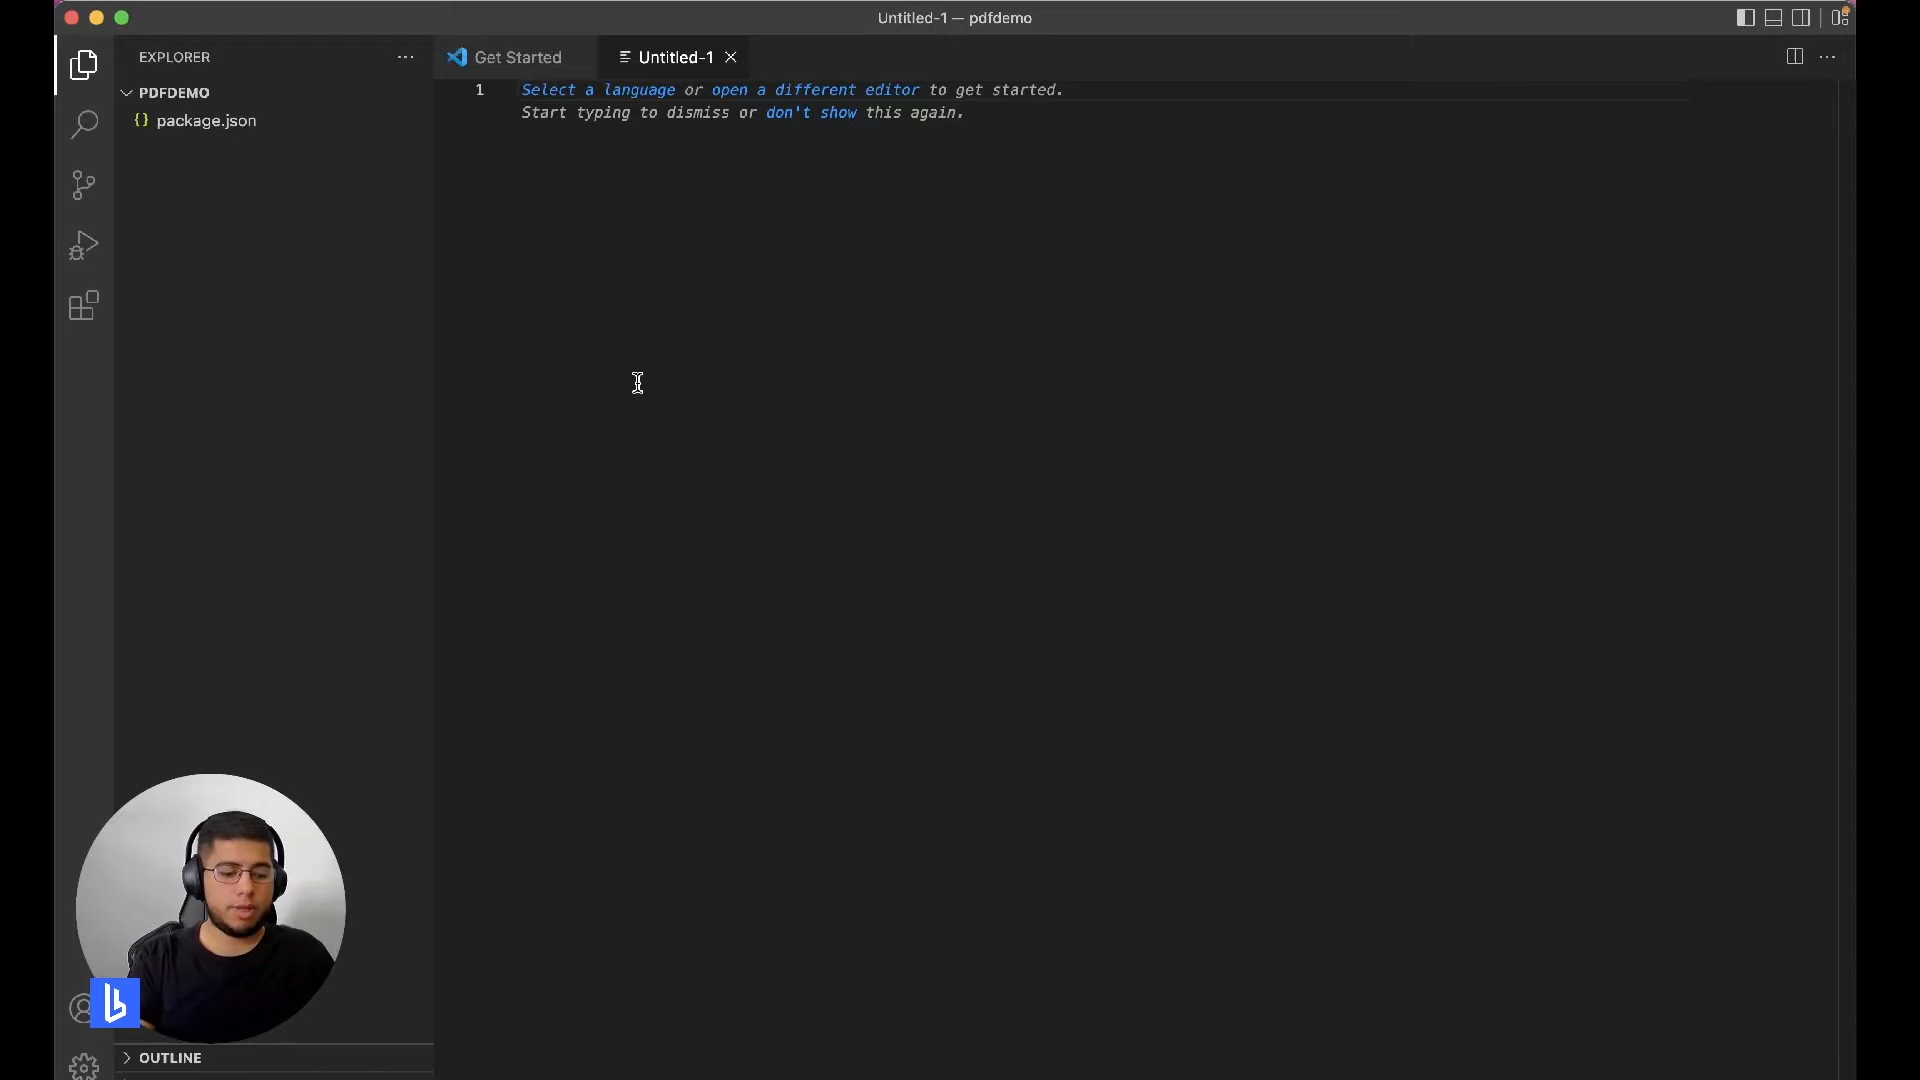 Untitled-1 — pdfdemo
EXPLORER
Get Started
Untitled-1
PDFDEMO
{} package.json
1
Select a language or open a different editor to get started.
Start typing to dismiss or don't show this again.
OUTLINE